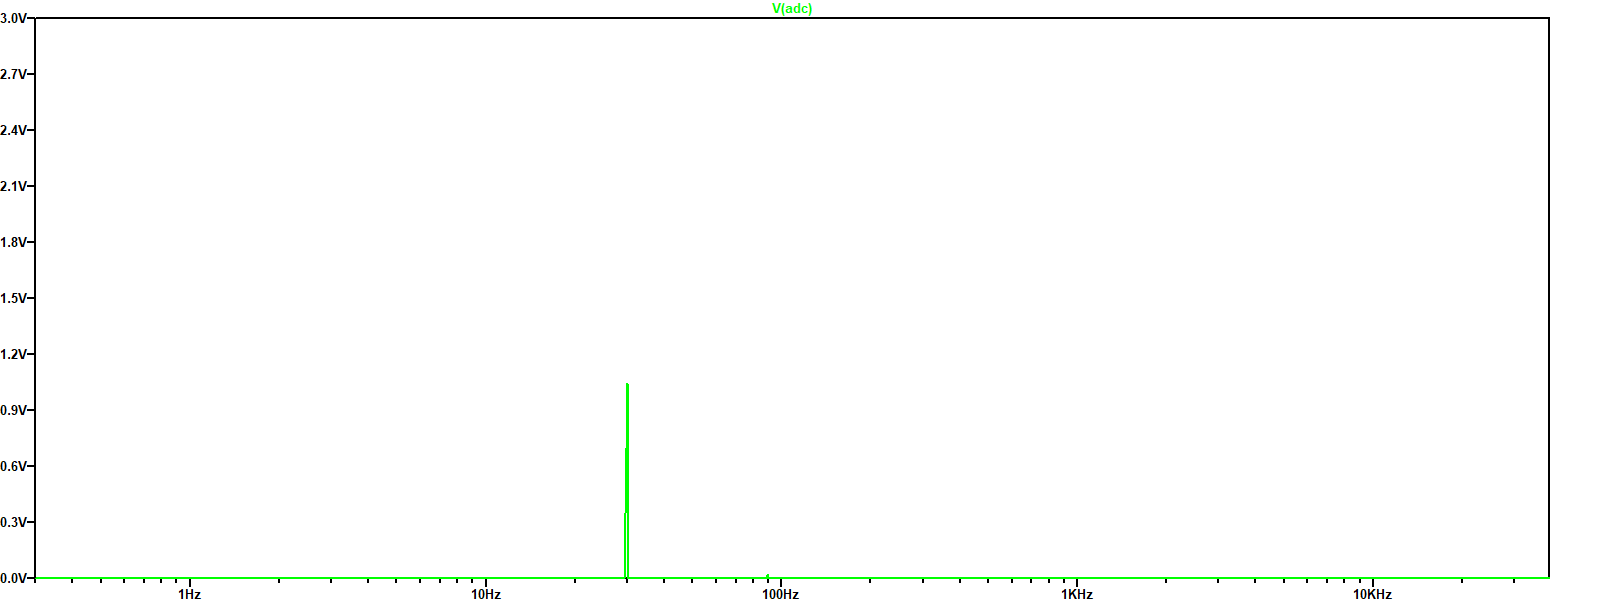 V(adc)
3.0V
2.7V
2.4V
2.1V
1.8V
1.5V
1.2V
0.9V
0.6V
0.3V
0.0V
1Hz 10Hz 100Hz 1KHz 10KHz